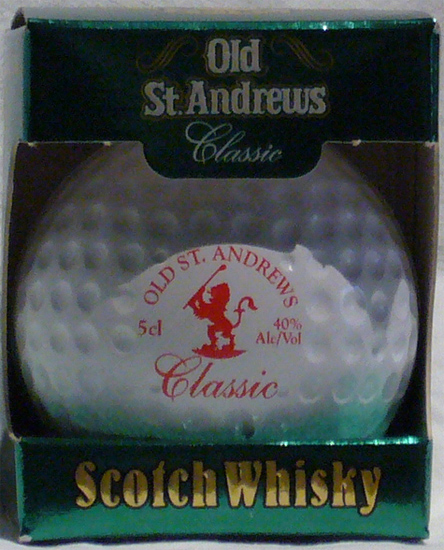 Old
St. Andrews
Classic
OLD ST. ANDREWS
5cl
40%
Alc/Vol
Classic
Scotch Whisky